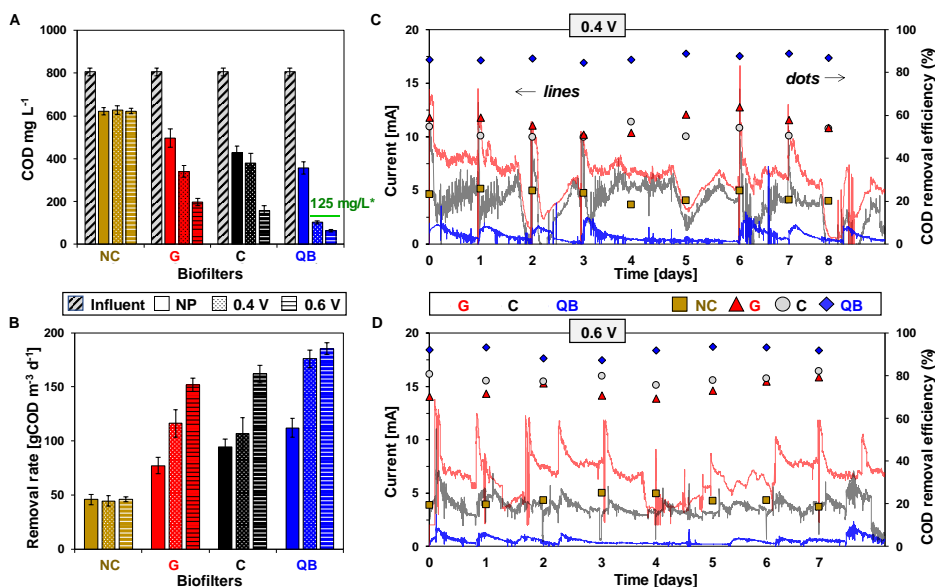 A
COD mg L⁻¹
1000
800
600
400
200
0
125 mg/L*
NC G C QB
Biofilters
Influent NP 0.4 V 0.6 V
B
Removal rate [gCOD m⁻³ d⁻¹]
200
150
100
50
0
NC G C QB
Biofilters
C
0.4 V
Current [mA]
20
15
10
5
0
lines
dots
COD removal efficiency (%)
100
80
60
40
20
0
0 1 2 3 4 5 6 7 8
Time [days]
G C QB NC G C QB
D
0.6 V
Current [mA]
20
15
10
5
0
COD removal efficiency (%)
100
80
60
40
20
0
0 1 2 3 4 5 6 7
Time [days]